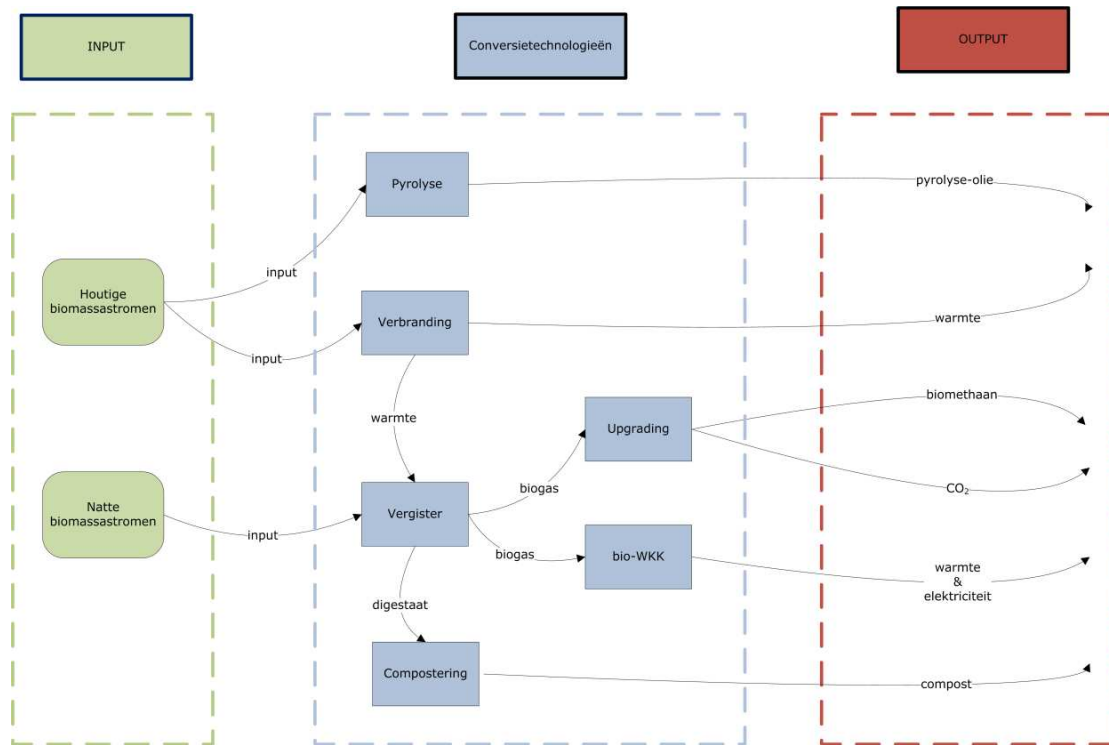 INPUT
Conversietechnologieën
OUTPUT
Pyrolyse
pyrolyse-olie
input
Houtige
biomassastromen
Verbranding
warmte
input
warmte
biomethaan
Upgrading
biogas
CO₂
Natte
biomassastromen
Vergister
input
biogas
bio-WKK
warmte
&
elektriciteit
digestaat
Compostering
compost